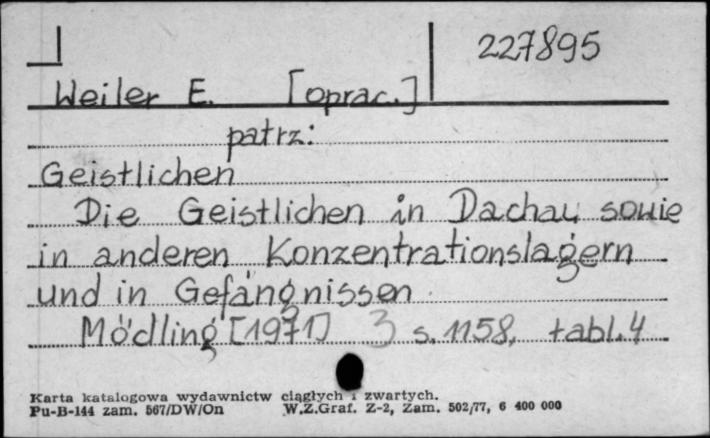 227895
Weiler E. [oprac.]
patrz:
Geistlichen
Die Geistlichen in Dachau sowie
in anderen Konzentrationslagern
und in Gefängnissen
Mödling [1971] 3 s. 1158, tabl. 4
Karta katalogowa wydawnictw ciągłych i zwartych.
Pu-B-144 zam. 567/DW/On W.Z.Graf. Z-2, Zam. 502/77, 6 400 000